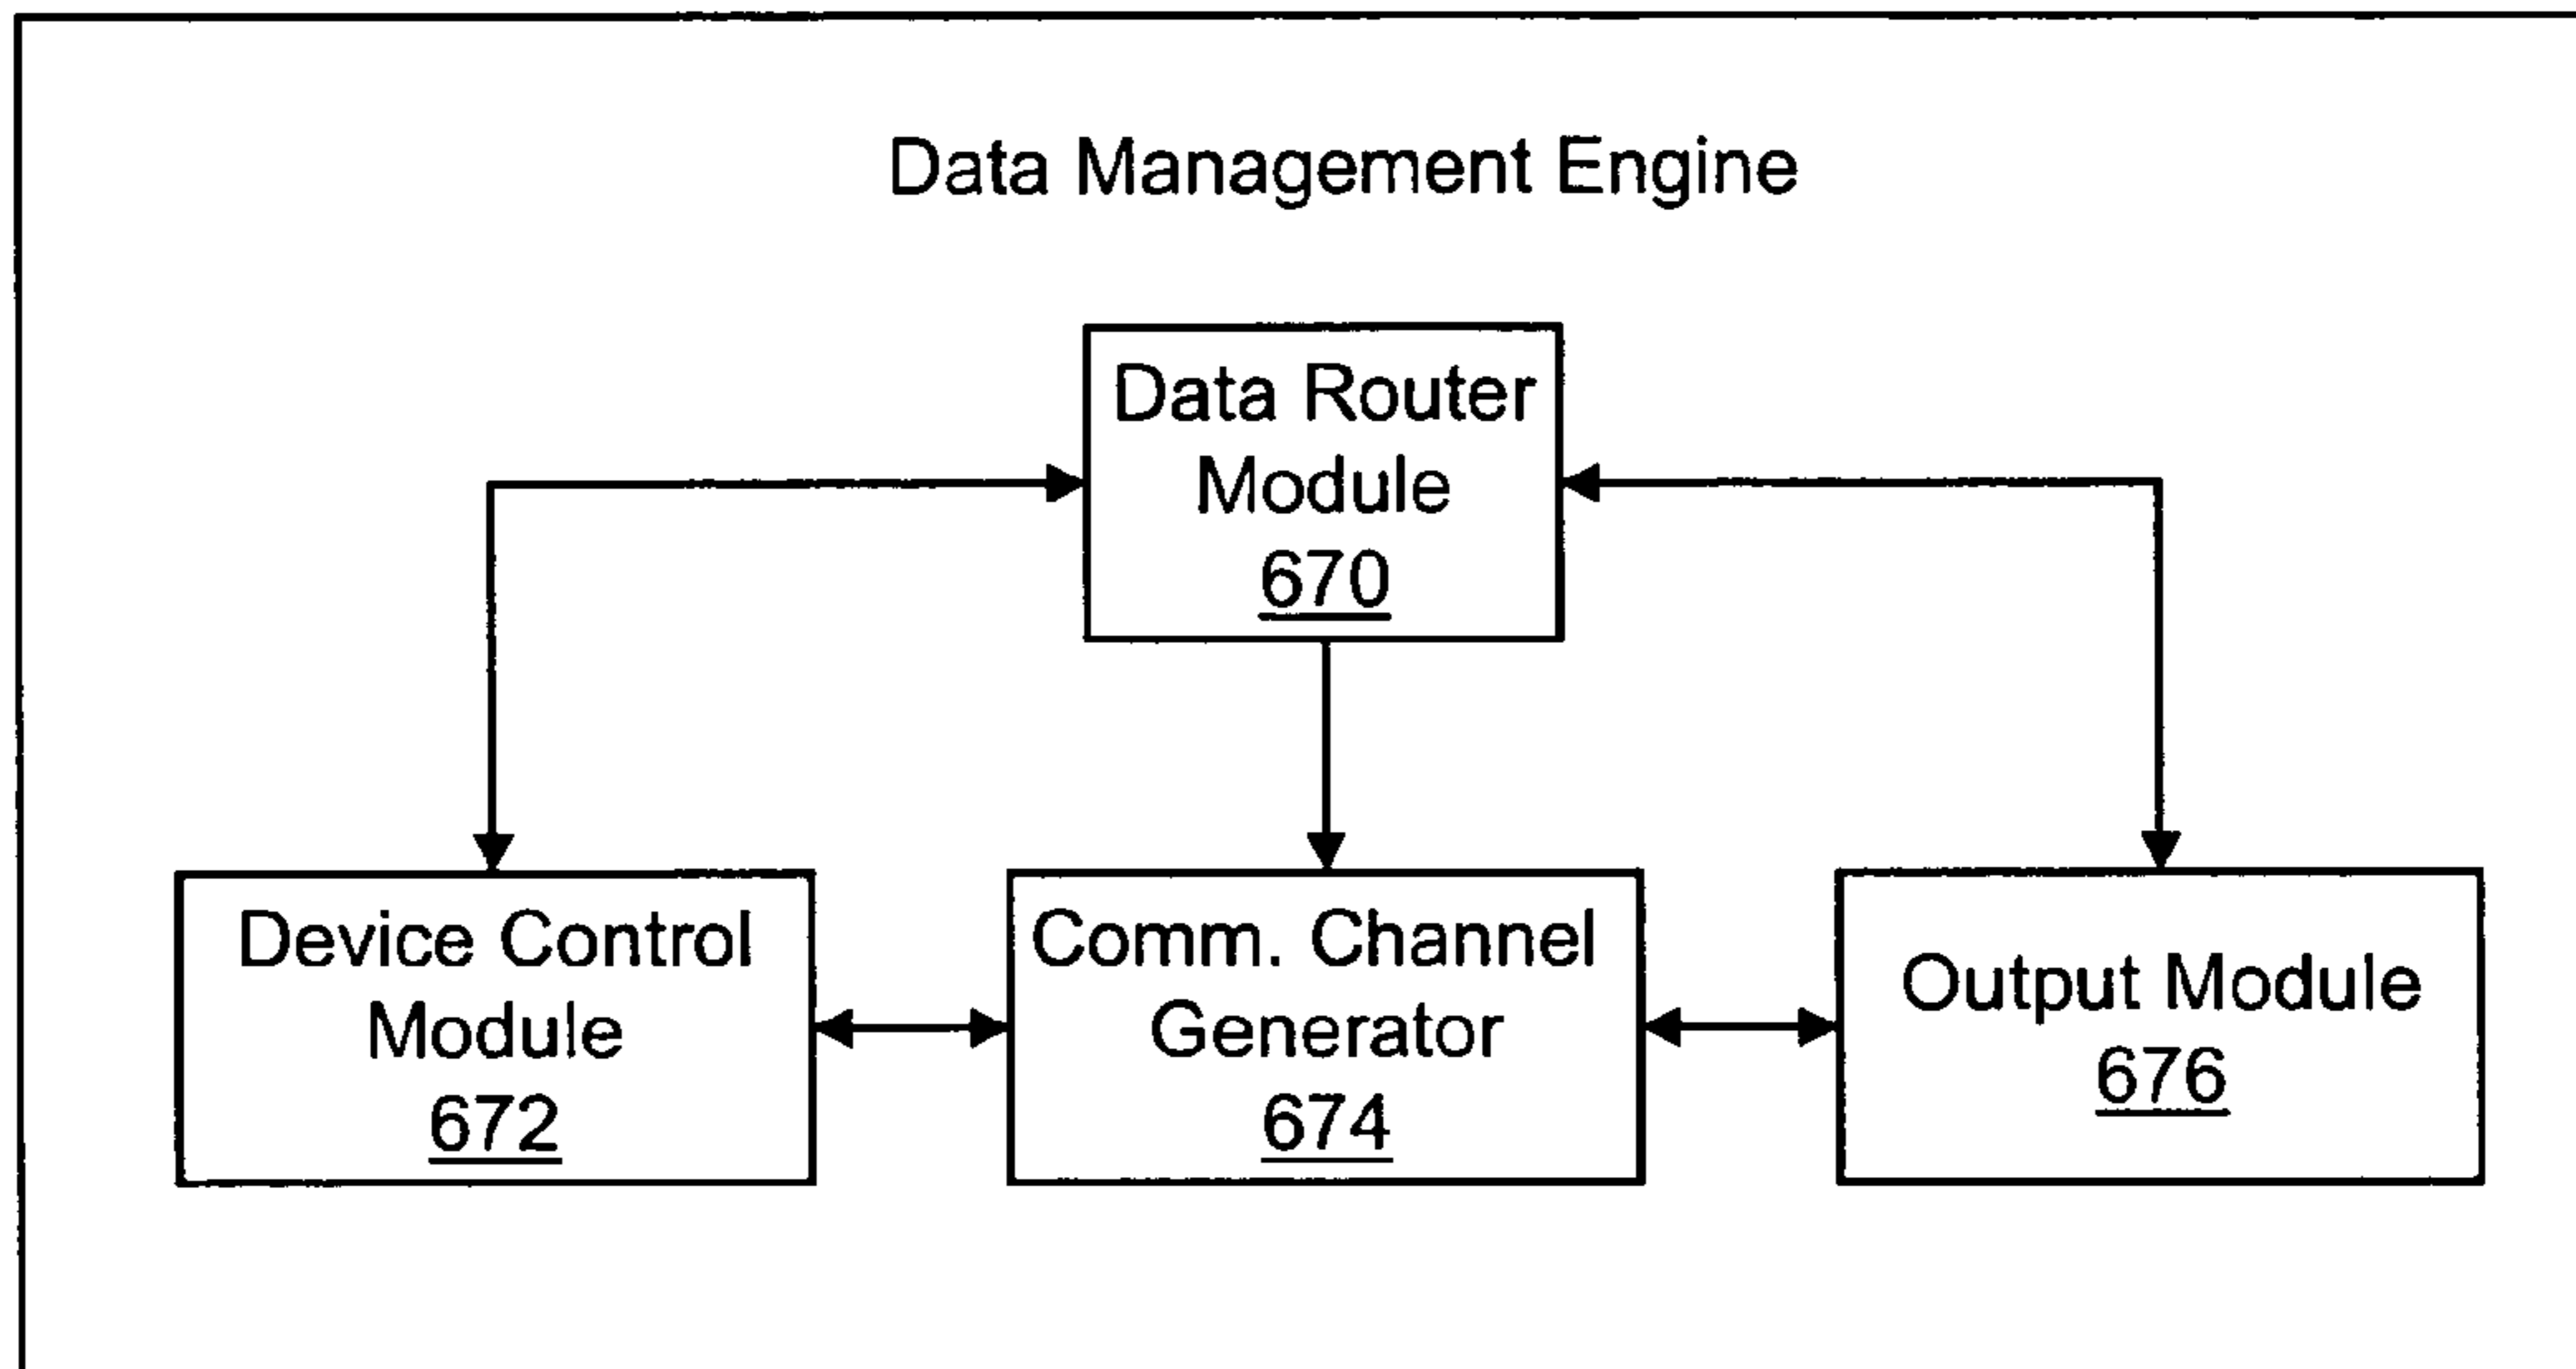 Data Management Engine
Data Router
Module
670
Device Control
Module
672
Comm. Channel
Generator
674
Output Module
676